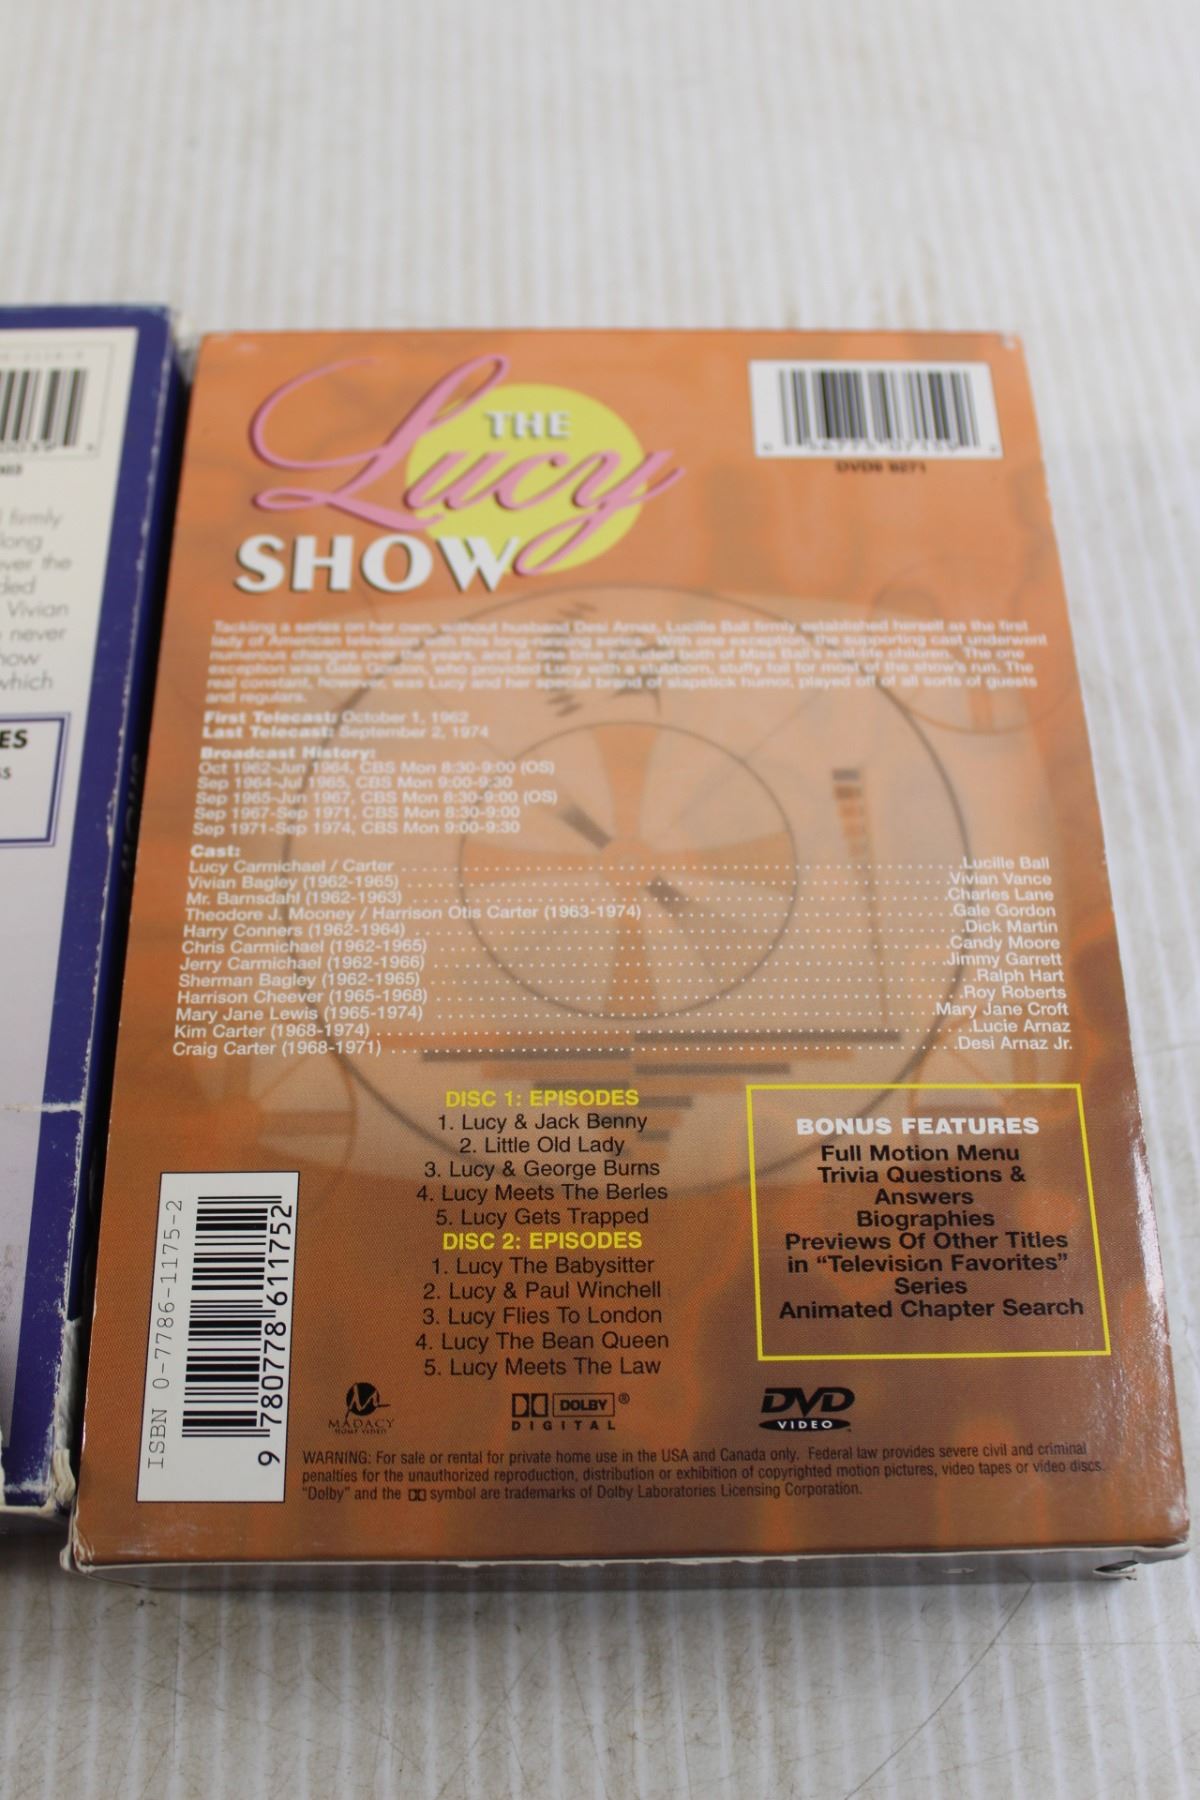 firmly
long
ver the
ded
Vivian
never
how
which
ES
ss
THE
Lucy
SHOW
DVD9 9271
Tackling a series on her own, without husband Desi Arnaz, Lucille Ball firmly established herself as the first
lady of American television with this long-running series. With one exception, the supporting cast underwent
numerous changes over the years, and at one time included both of Miss Ball's real-life children. The one
exception was Gale Gordon, who provided Lucy with a stubborn, stuffy foil for most of the show's run. The
real constant, however, was Lucy and her special brand of slapstick humor, played off of all sorts of guests
and regulars.
First Telecast: October 1, 1962
Last Telecast: September 2, 1974
Broadcast History:
Oct 1962-Jun 1964, CBS Mon 8:30-9:00 (OS)
Sep 1964-Jul 1965, CBS Mon 9:00-9:30
Sep 1965-Jun 1967, CBS Mon 8:30-9:00 (OS)
Sep 1967-Sep 1971, CBS Mon 8:30-9:00
Sep 1971-Sep 1974, CBS Mon 9:00-9:30
Cast:
Lucy Carmichael / Carter Lucille Ball
Vivian Bagley (1962-1965) Vivian Vance
Mr. Barnsdahl (1962-1963) Charles Lane
Theodore J. Mooney / Harrison Otis Carter (1963-1974) Gale Gordon
Harry Conners (1962-1964) Dick Martin
Chris Carmichael (1962-1965) Candy Moore
Jerry Carmichael (1962-1966) Jimmy Garrett
Sherman Bagley (1962-1965) Ralph Hart
Harrison Cheever (1965-1968) Roy Roberts
Mary Jane Lewis (1965-1974) Mary Jane Croft
Kim Carter (1968-1974) Lucie Arnaz
Craig Carter (1968-1971) Desi Arnaz Jr.
DISC 1: EPISODES
1. Lucy & Jack Benny
2. Little Old Lady
3. Lucy & George Burns
4. Lucy Meets The Berles
5. Lucy Gets Trapped
DISC 2: EPISODES
1. Lucy The Babysitter
2. Lucy & Paul Winchell
3. Lucy Flies To London
4. Lucy The Bean Queen
5. Lucy Meets The Law
BONUS FEATURES
Full Motion Menu
Trivia Questions &
Answers
Biographies
Previews Of Other Titles
in “Television Favorites”
Series
Animated Chapter Search
ISBN 0-7786-1175-2
9 780778 611752
MADACY
HOME VIDEO
DOLBY ®
DIGITAL
DVD
VIDEO
WARNING: For sale or rental for private home use in the USA and Canada only. Federal law provides severe civil and criminal
penalties for the unauthorized reproduction, distribution or exhibition of copyrighted motion pictures, video tapes or video discs.
"Dolby" and the symbol are trademarks of Dolby Laboratories Licensing Corporation.